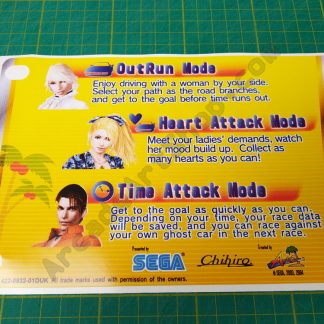 OutRun Mode
Enjoy driving with a woman by your side.
Select your path as the road branches,
and get to the goal before time runs out.
Heart Attack Mode
Meet your ladies' demands, watch
her mood build up. Collect as
many hearts as you can!
Time Attack Mode
Get to the goal as quickly as you can.
Depending on your time, your race data
will be saved, and you can race against
your own ghost car in the next race.
Presented by
Created by
SEGA
Chihiro
© SEGA, 2003, 2004
422-0933-01DUK All trade marks used with permission of the owners.